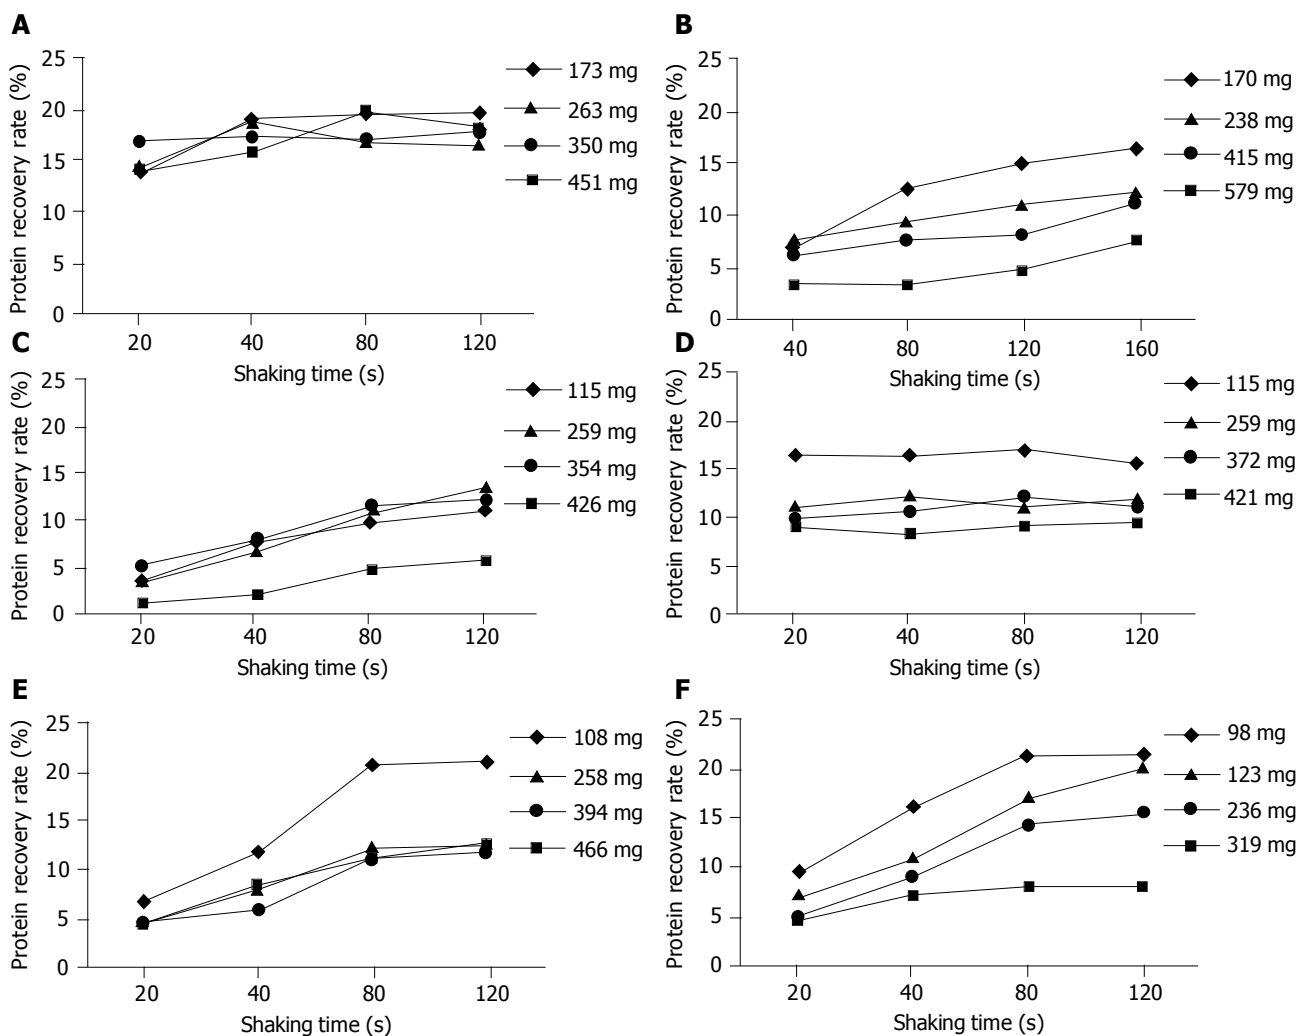 A
Protein recovery rate (%)
25
20
15
10
5
0
20 40 80 120
Shaking time (s)
173 mg
263 mg
350 mg
451 mg
B
Protein recovery rate (%)
25
20
15
10
5
0
40 80 120 160
Shaking time (s)
170 mg
238 mg
415 mg
579 mg
C
Protein recovery rate (%)
25
20
15
10
5
0
20 40 80 120
Shaking time (s)
115 mg
259 mg
354 mg
426 mg
D
Protein recovery rate (%)
25
20
15
10
5
0
20 40 80 120
Shaking time (s)
115 mg
259 mg
372 mg
421 mg
E
Protein recovery rate (%)
25
20
15
10
5
0
20 40 80 120
Shaking time (s)
108 mg
258 mg
394 mg
466 mg
F
Protein recovery rate (%)
25
20
15
10
5
0
20 40 80 120
Shaking time (s)
98 mg
123 mg
236 mg
319 mg